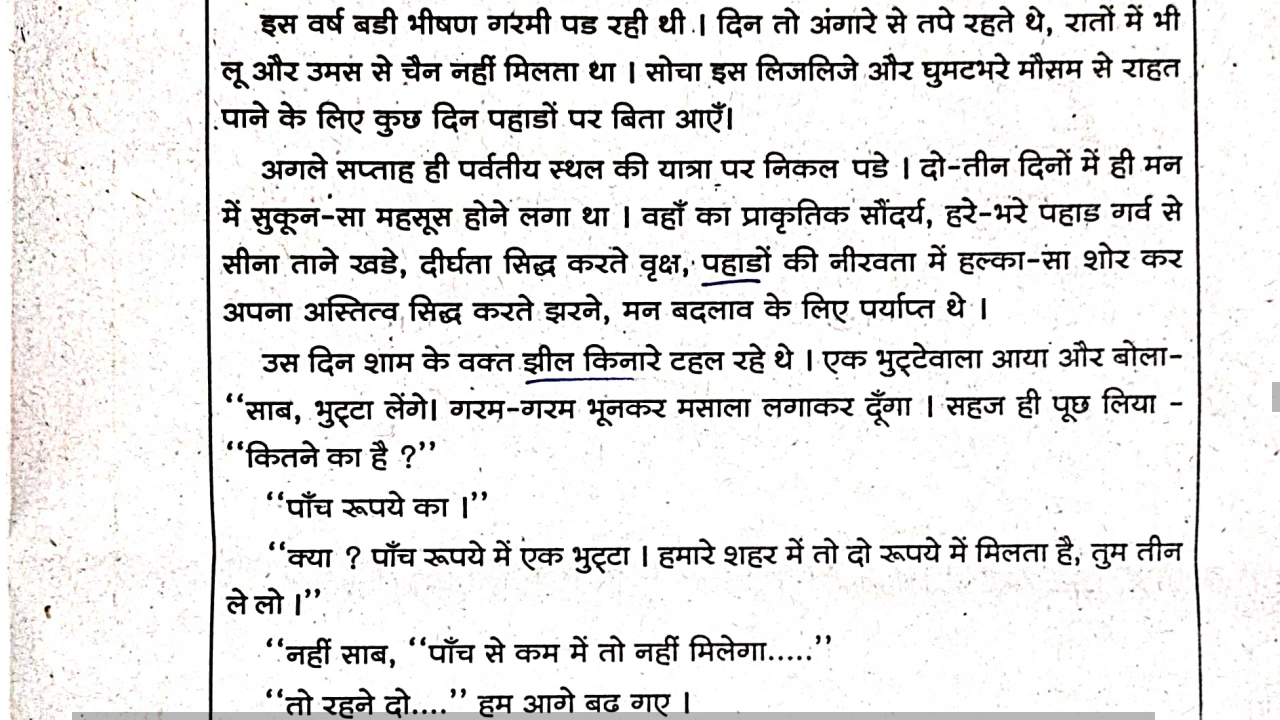 इस वर्ष बडी भीषण गरमी पड रही थी । दिन तो अंगारे से तपे रहते थे, रातों में भी
लू और उमस से चैन नहीं मिलता था । सोचा इस लिजलिजे और घुमटभरे मौसम से राहत
पाने के लिए कुछ दिन पहाडों पर बिता आएँ।
अगले सप्ताह ही पर्वतीय स्थल की यात्रा पर निकल पडे । दो-तीन दिनों में ही मन
में सुकून-सा महसूस होने लगा था । वहाँ का प्राकृतिक सौंदर्य, हरे-भरे पहाड गर्व से
सीना ताने खडे, दीर्घता सिद्ध करते वृक्ष, पहाडों की नीरवता में हल्का-सा शोर कर
अपना अस्तित्व सिद्ध करते झरने, मन बदलाव के लिए पर्याप्त थे ।
उस दिन शाम के वक्त झील किनारे टहल रहे थे । एक भुट्टेवाला आया और बोला-
“साब, भुट्टा लेंगे। गरम-गरम भूनकर मसाला लगाकर दूँगा । सहज ही पूछ लिया -
“कितने का है ?”
“पाँच रूपये का ।”
“क्या ? पाँच रूपये में एक भुट्टा । हमारे शहर में तो दो रूपये में मिलता है, तुम तीन
ले लो ।”
“नहीं साब, “पाँच से कम में तो नहीं मिलेगा.....”
“तो रहने दो....” हम आगे बढ गए ।